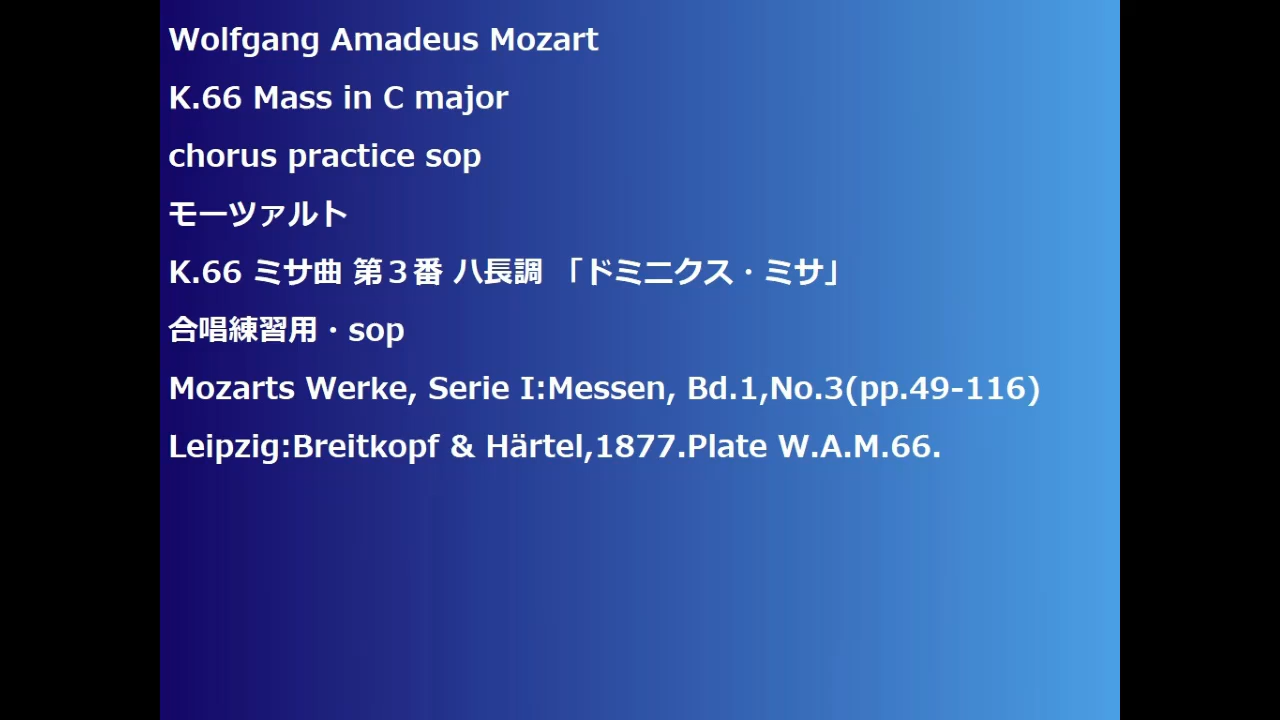 Wolfgang Amadeus Mozart
K.66 Mass in C major
chorus practice sop
モーツァルト
K.66 ミサ曲 第３番 ハ長調 「ドミニクス・ミサ」
合唱練習用・sop
Mozarts Werke, Serie I:Messen, Bd.1,No.3(pp.49-116)
Leipzig:Breitkopf & Härtel,1877.Plate W.A.M.66.